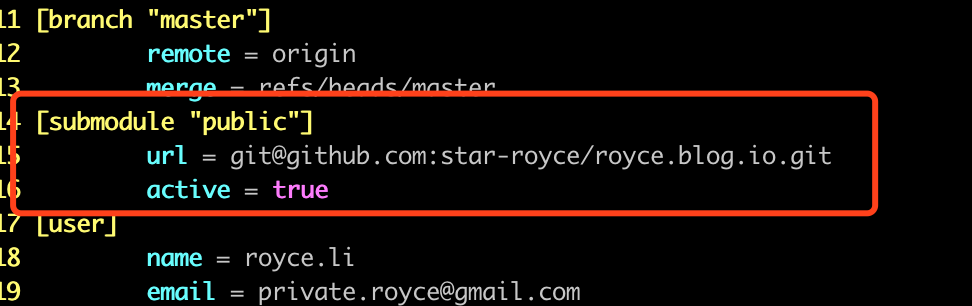 11 [branch "master"]
12 remote = origin
13 merge = refs/heads/master
14 [submodule "public"]
15 url = git@github.com:star-royce/royce.blog.io.git
16 active = true
17 [user]
18 name = royce.li
19 email = private.royce@gmail.com